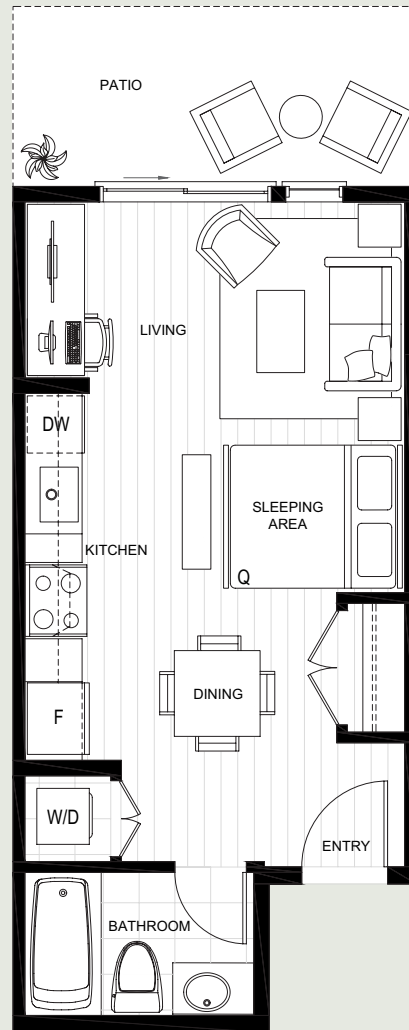 PATIO
LIVING
DW
SLEEPING
AREA
KITCHEN
Q
DINING
F
W/D
ENTRY
BATHROOM